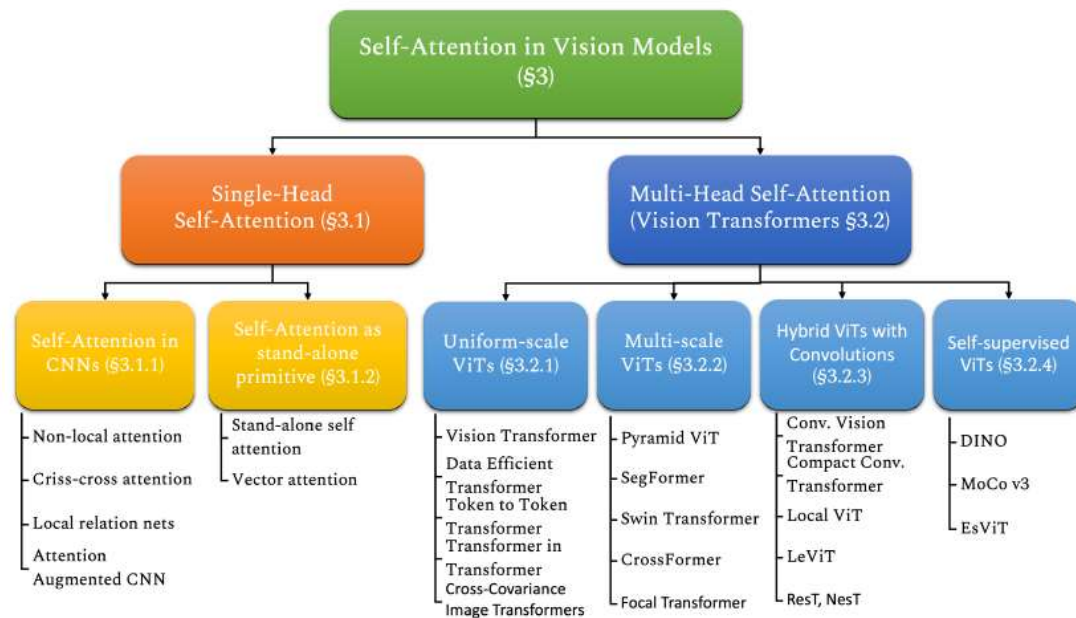 Self-Attention in Vision Models
(§3)
Single-Head
Self-Attention (§3.1)
Multi-Head Self-Attention
(Vision Transformers §3.2)
Self-Attention in
CNNs (§3.1.1)
Self-Attention as
stand-alone
primitive (§3.1.2)
Uniform-scale
ViTs (§3.2.1)
Multi-scale
ViTs (§3.2.2)
Hybrid ViTs with
Convolutions
(§3.2.3)
Self-supervised
ViTs (§3.2.4)
Non-local attention
Criss-cross attention
Local relation nets
Attention
Augmented CNN
Stand-alone self
attention
Vector attention
Vision Transformer
Data Efficient
Transformer
Token to Token
Transformer
Transformer in
Transformer
Cross-Covariance
Image Transformers
Pyramid ViT
SegFormer
Swin Transformer
CrossFormer
Focal Transformer
Conv. Vision
Transformer
Compact Conv.
Transformer
Local ViT
LeViT
ResT, NesT
DINO
MoCo v3
EsViT